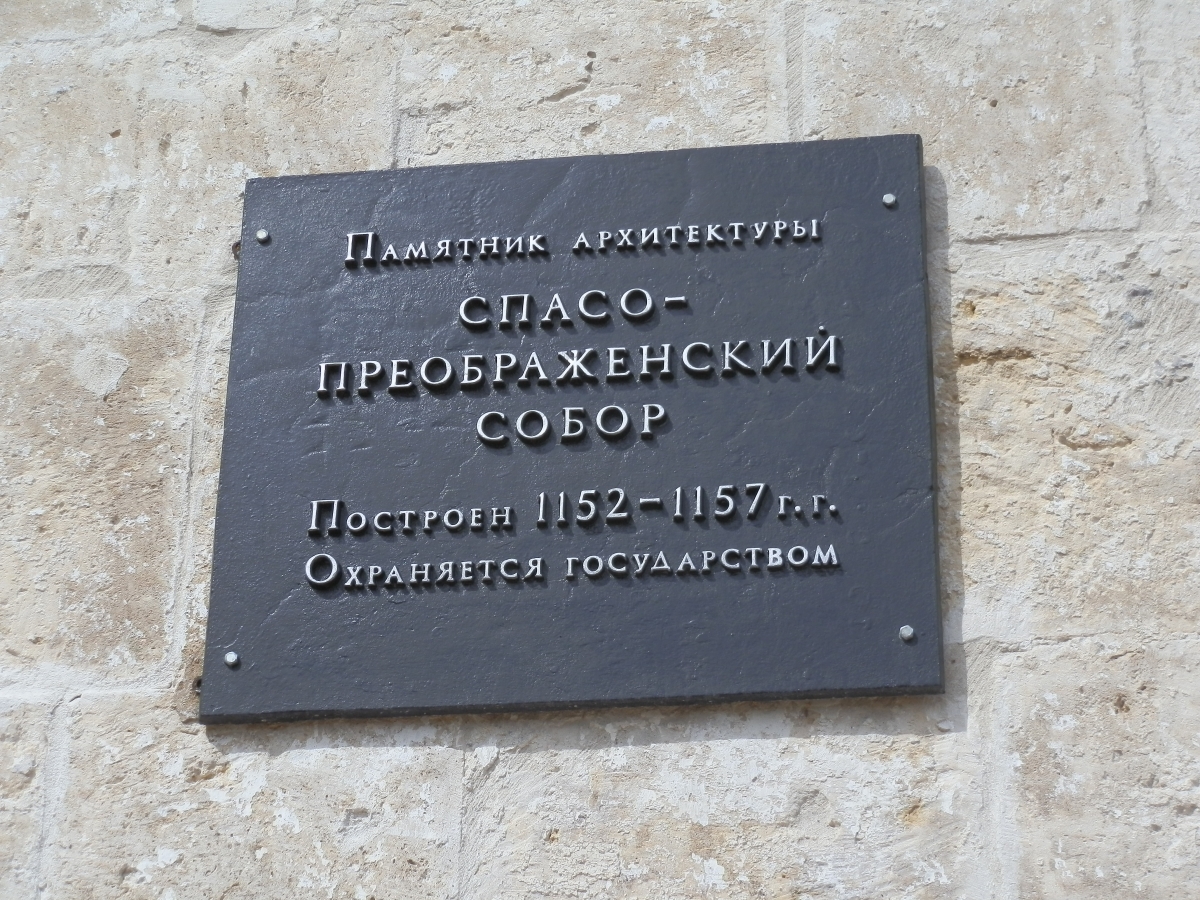 Памятник архитектуры
СПАСО-
ПРЕОБРАЖЕНСКИЙ
СОБОР
Построен 1152-1157 г.г.
Охраняется государством